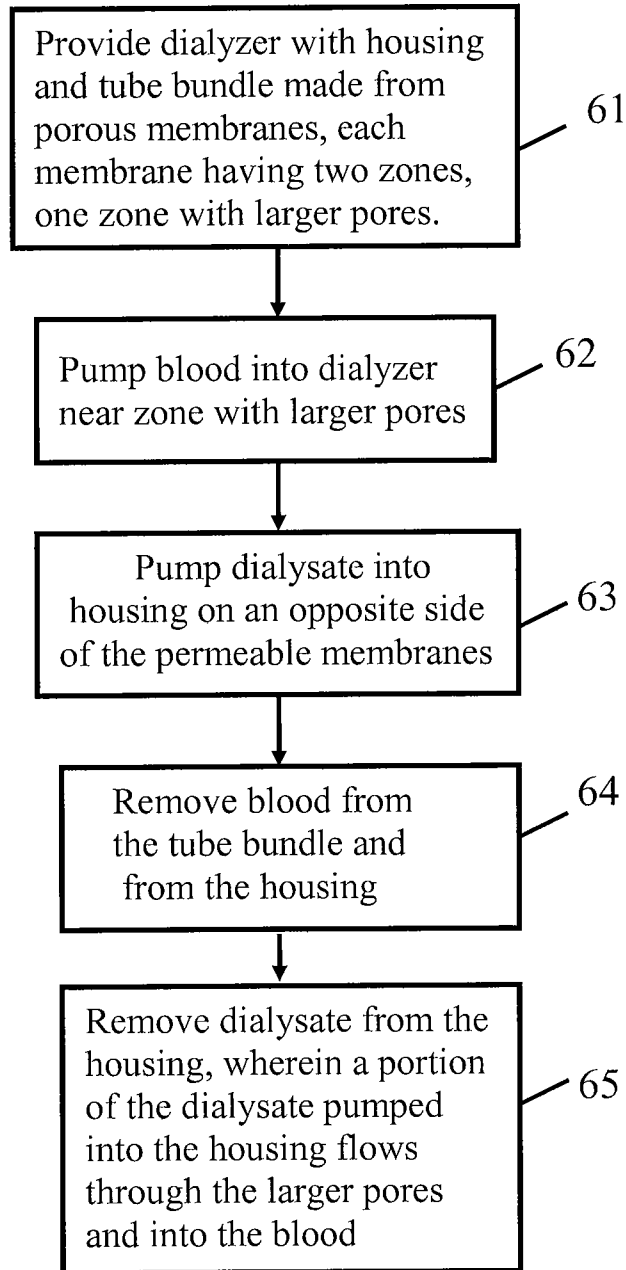 Provide dialyzer with housing
and tube bundle made from
porous membranes, each
membrane having two zones,
one zone with larger pores.
61
Pump blood into dialyzer
near zone with larger pores
62
Pump dialysate into
housing on an opposite side
of the permeable membranes
63
Remove blood from
the tube bundle and
from the housing
64
Remove dialysate from the
housing, wherein a portion
of the dialysate pumped
into the housing flows
through the larger pores
and into the blood
65